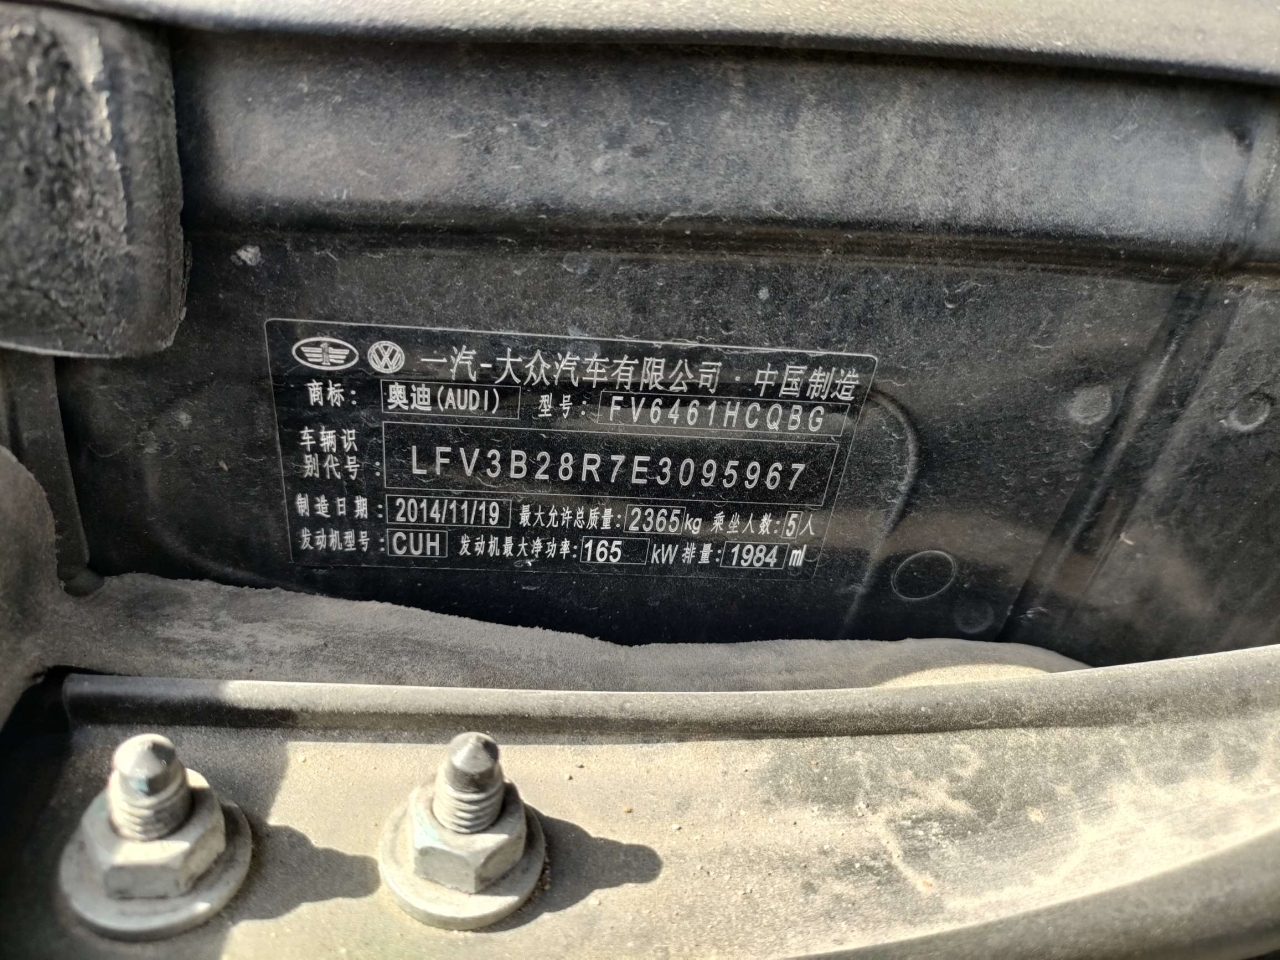 一汽-大众汽车有限公司·中国制造
商标: 奥迪(AUDI) 型号: FV6461HCQBG
车辆识别代号: LFV3B28R7E3095967
制造日期: 2014/11/19 最大允许总质量: 2365 kg 乘坐人数: 5 人
发动机型号: CUH 发动机最大净功率: 165 kW 排量: 1984 ml